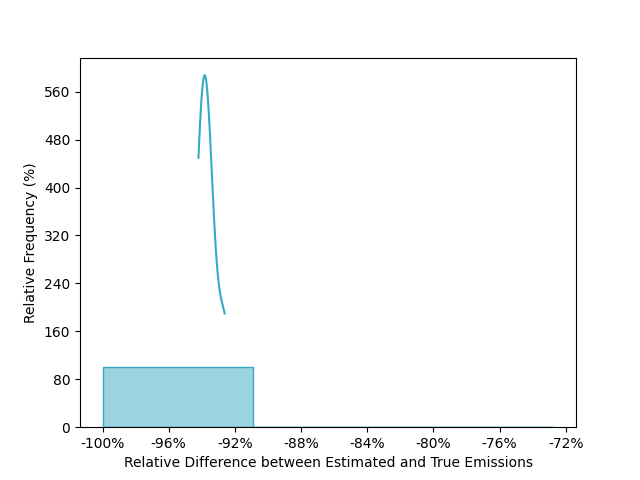 560
480
400
320
240
160
80
0
Relative Frequency (%)
-100% -96% -92% -88% -84% -80% -76% -72%
Relative Difference between Estimated and True Emissions